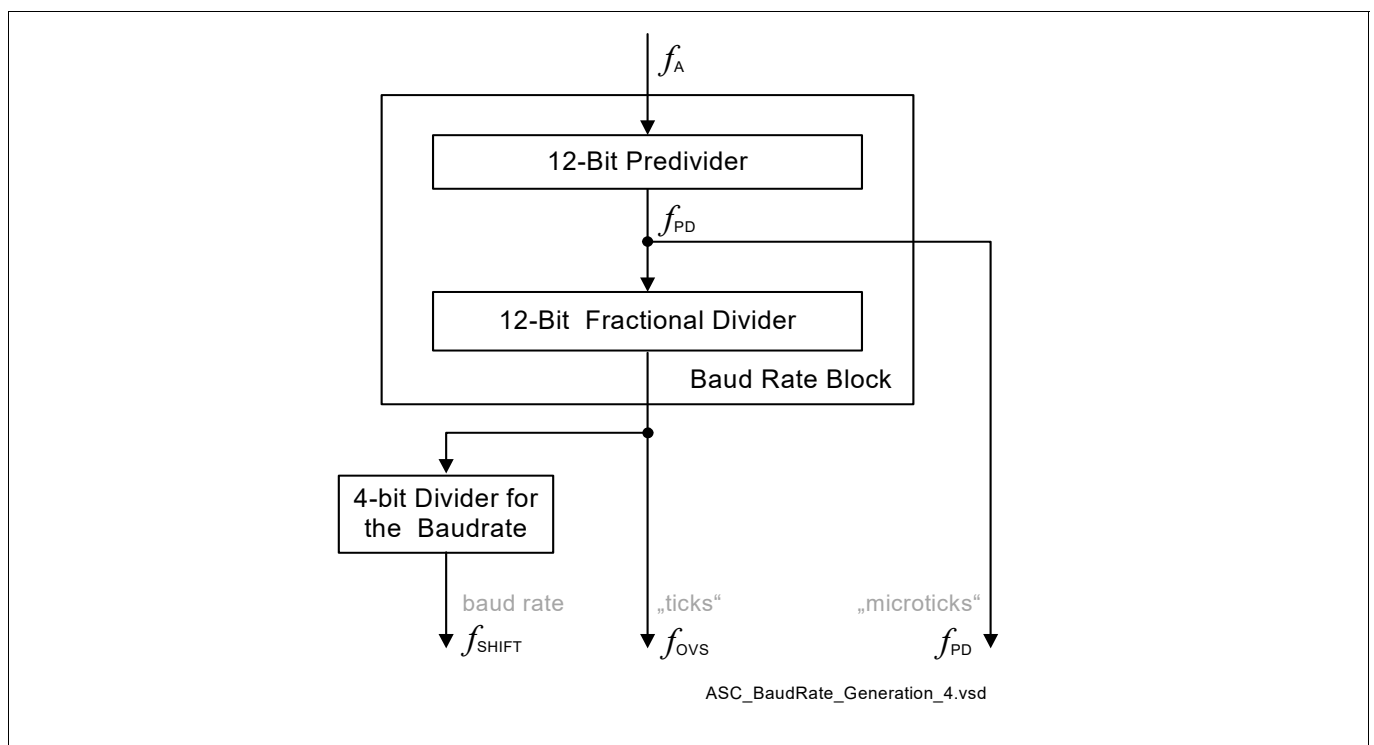 fA
12-Bit Predivider
fPD
12-Bit Fractional Divider
Baud Rate Block
4-bit Divider for
the Baudrate
baud rate
„ticks“
„microticks“
fSHIFT
fOVS
fPD
ASC_BaudRate_Generation_4.vsd